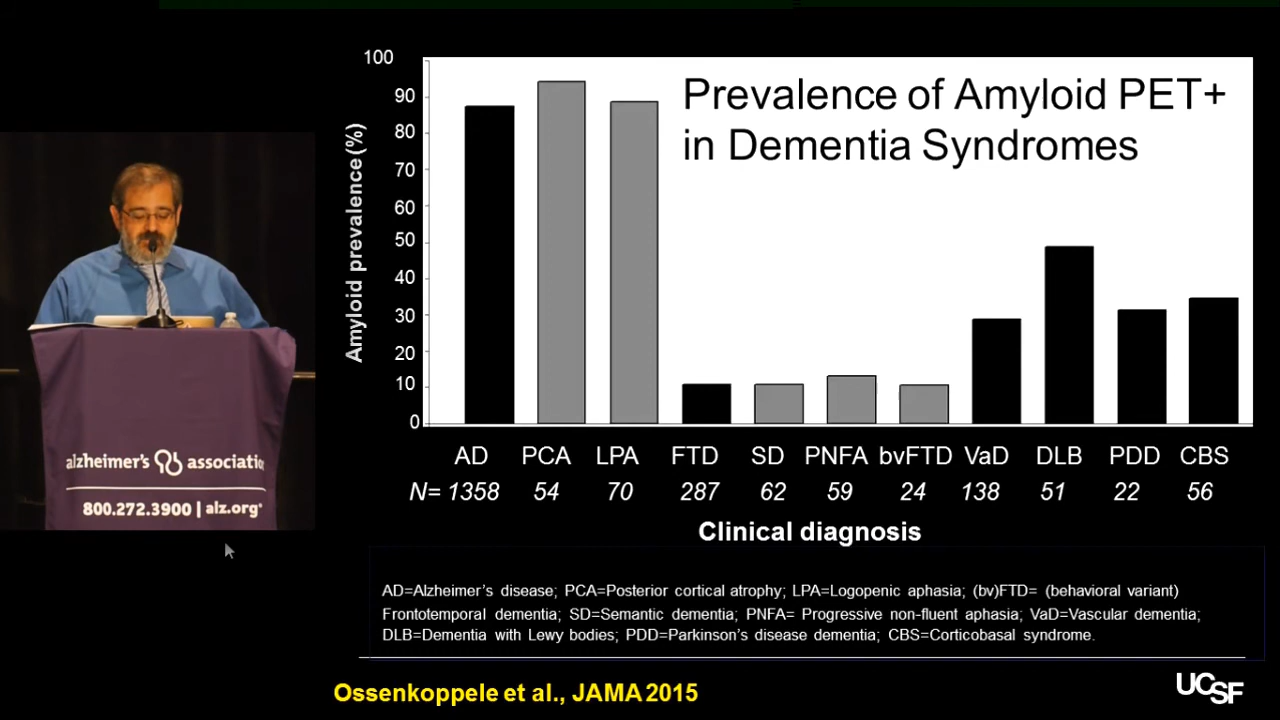 Prevalence of Amyloid PET+
in Dementia Syndromes
Amyloid prevalence (%)
100
90
80
70
60
50
40
30
20
10
0
AD PCA LPA FTD SD PNFA bvFTD VaD DLB PDD CBS
N= 1358 54 70 287 62 59 24 138 51 22 56
Clinical diagnosis
AD=Alzheimer's disease; PCA=Posterior cortical atrophy; LPA=Logopenic aphasia; (bv)FTD= (behavioral variant)
Frontotemporal dementia; SD=Semantic dementia; PNFA= Progressive non-fluent aphasia; VaD=Vascular dementia;
DLB=Dementia with Lewy bodies; PDD=Parkinson's disease dementia; CBS=Corticobasal syndrome.
Ossenkoppele et al., JAMA 2015
UCSF
alzheimer's associatio
800.272.3900 | alz.org®